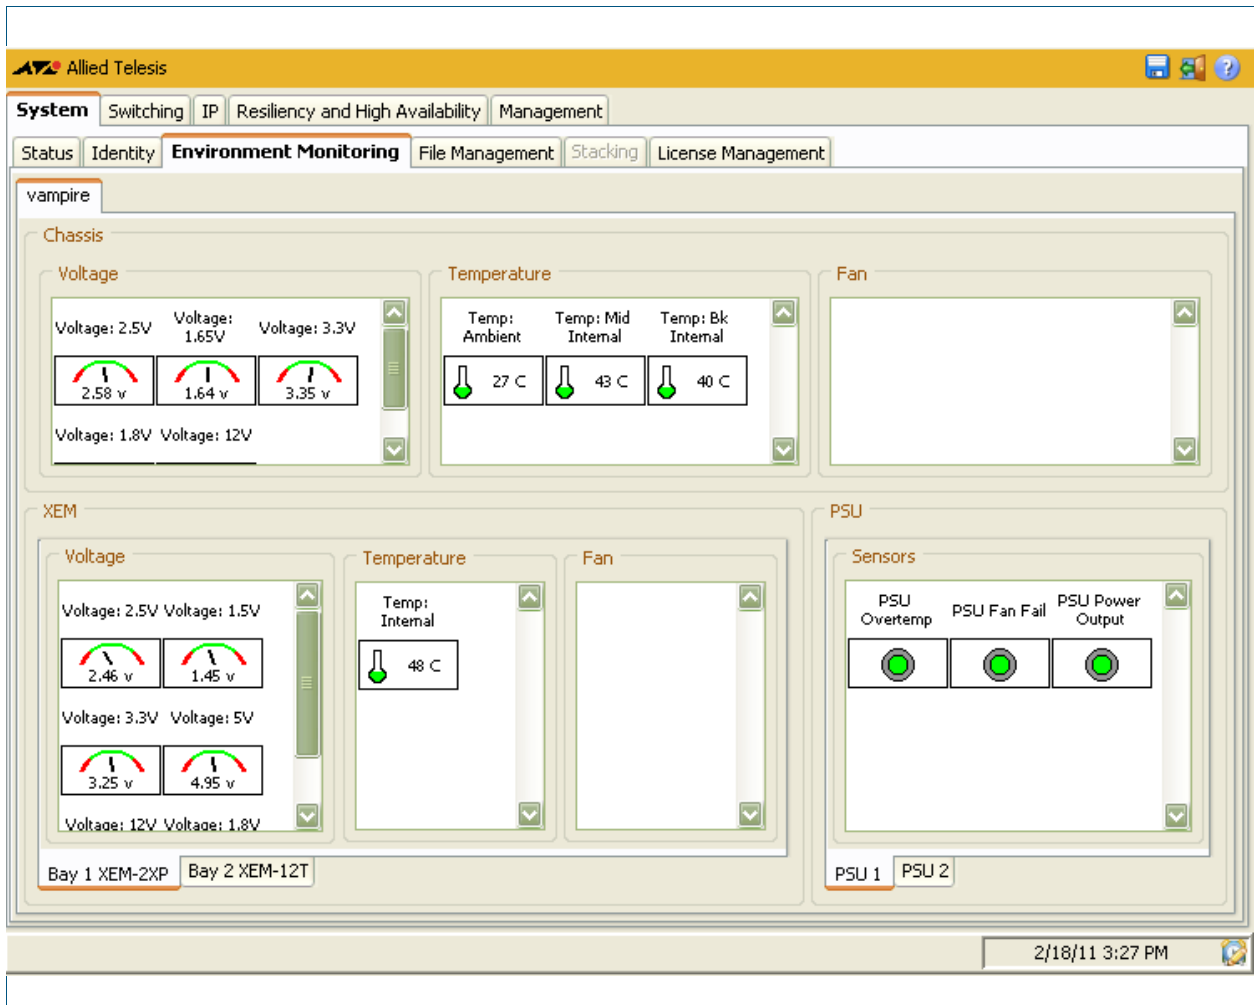 Allied Telesis
System Switching IP Resiliency and High Availability Management
Status Identity Environment Monitoring File Management Stacking License Management
vampire
Chassis
Voltage
Voltage: 2.5V Voltage: 1.65V Voltage: 3.3V
2.58 v 1.64 v 3.35 v
Voltage: 1.8V Voltage: 12V
Temperature
Temp: Ambient Temp: Mid Internal Temp: Bk Internal
27 C 43 C 40 C
Fan
XEM
Voltage
Voltage: 2.5V Voltage: 1.5V
2.46 v 1.45 v
Voltage: 3.3V Voltage: 5V
3.25 v 4.95 v
Voltage: 12V Voltage: 1.8V
Temperature
Temp: Internal
48 C
Fan
Bay 1 XEM-2XP Bay 2 XEM-12T
PSU
Sensors
PSU Overtemp PSU Fan Fail PSU Power Output
PSU 1 PSU 2
2/18/11 3:27 PM